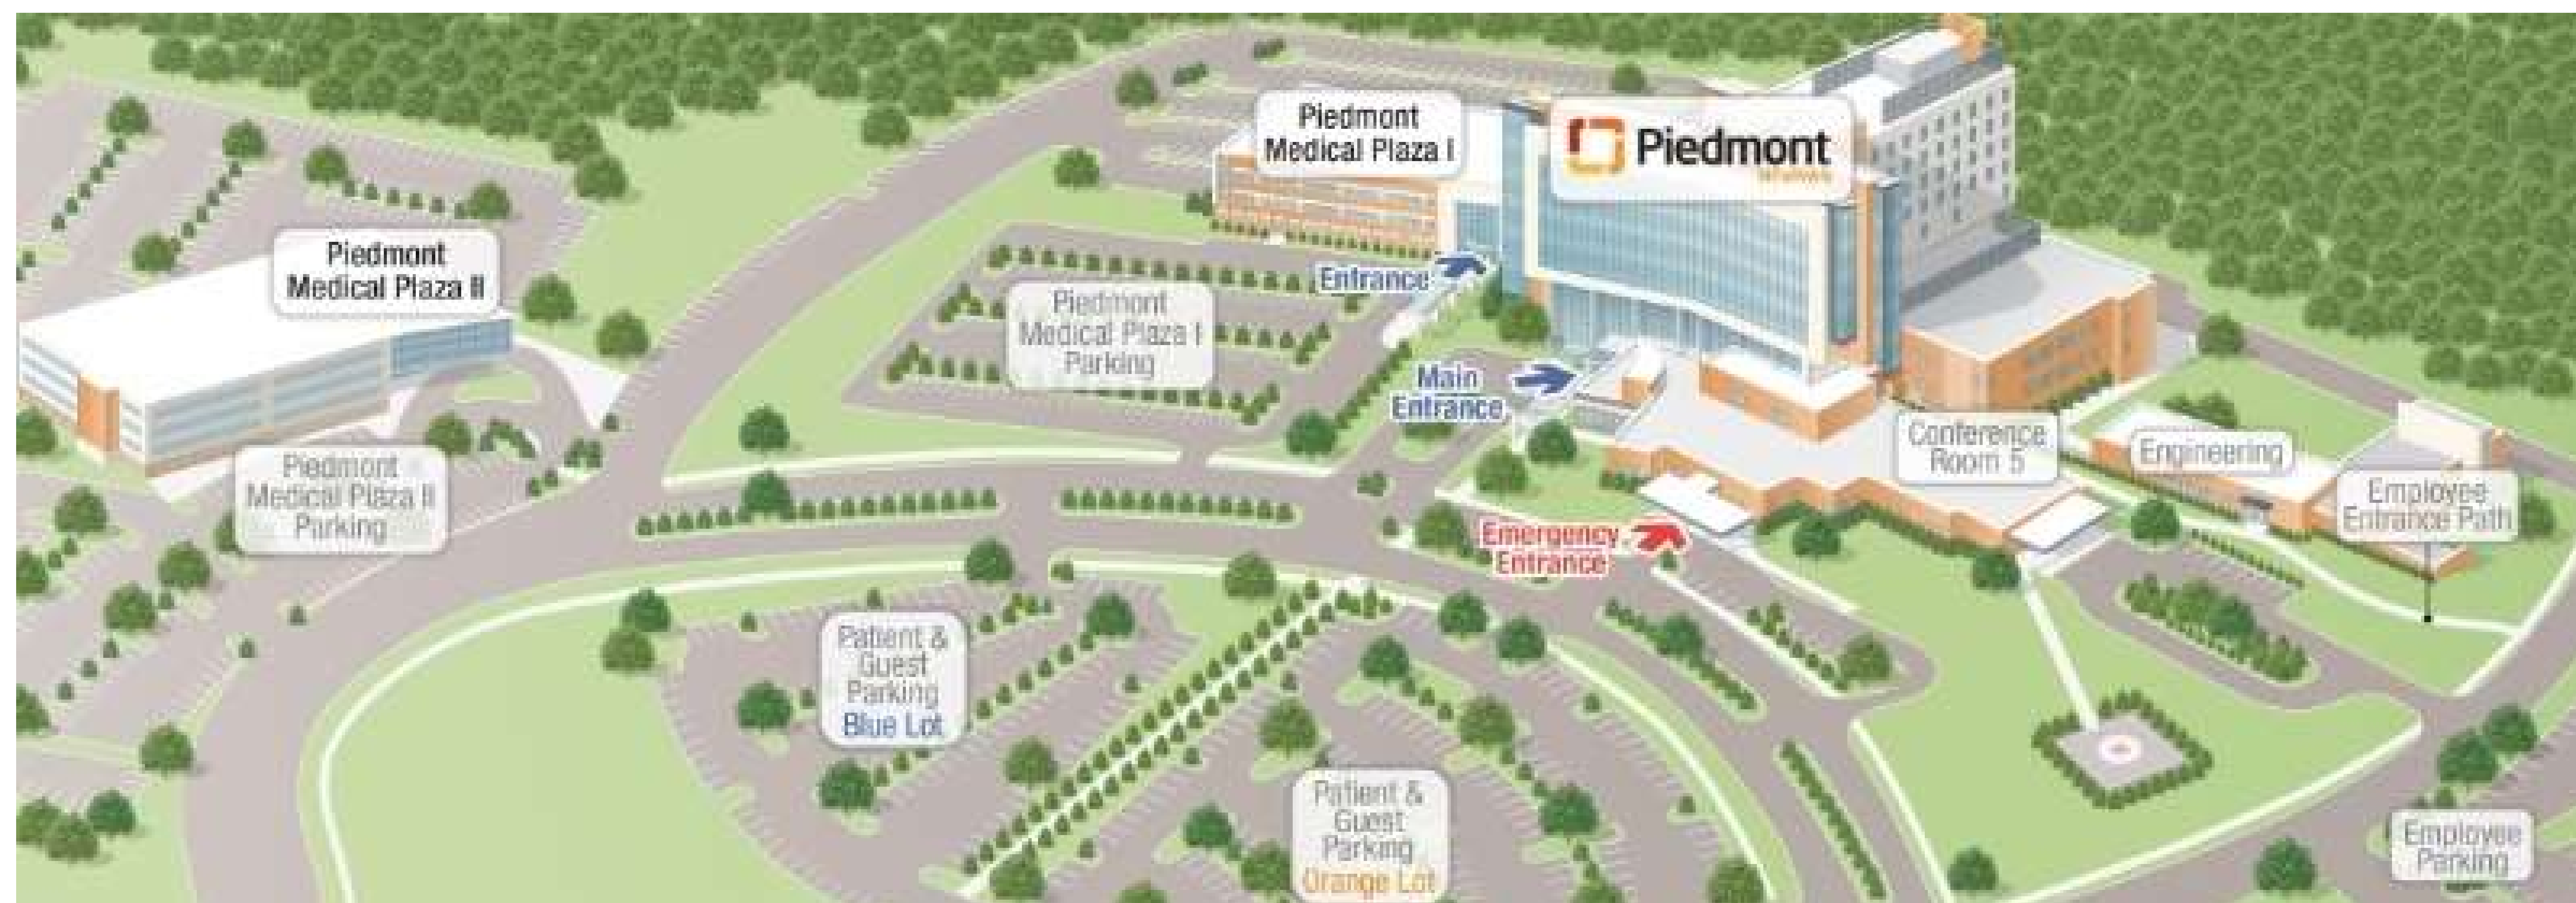 Piedmont
Medical Plaza I
Piedmont
Piedmont
Medical Plaza II
Entrance
Piedmont
Medical Plaza I
Parking
Main
Entrance
Conference
Room 5
Engineering
Employee
Entrance Path
Piedmont
Medical Plaza II
Parking
Emergency
Entrance
Patient &
Guest
Parking
Blue Lot
Patient &
Guest
Parking
Orange Lot
Employee
Parking